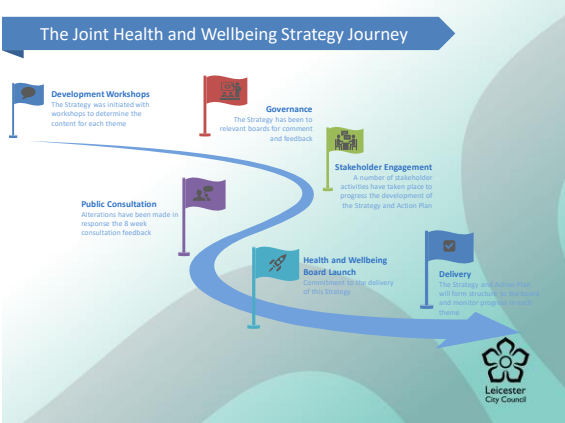 The Joint Health and Wellbeing Strategy Journey
Development Workshops
The Strategy was initiated with
workshops to determine the
content for each theme
Governance
The Strategy has been to
relevant boards for comment
and feedback
Stakeholder Engagement
A number of stakeholder
activities have taken place to
progress the development of
the Strategy and Action Plan
Public Consultation
Alterations have been made in
response the 8 week
consultation feedback
Health and Wellbeing
Board Launch
Commitment to the delivery
of this Strategy
Delivery
The Strategy and Action Plan
will form structure
and monitor progress in each
theme
Leicester
City Council